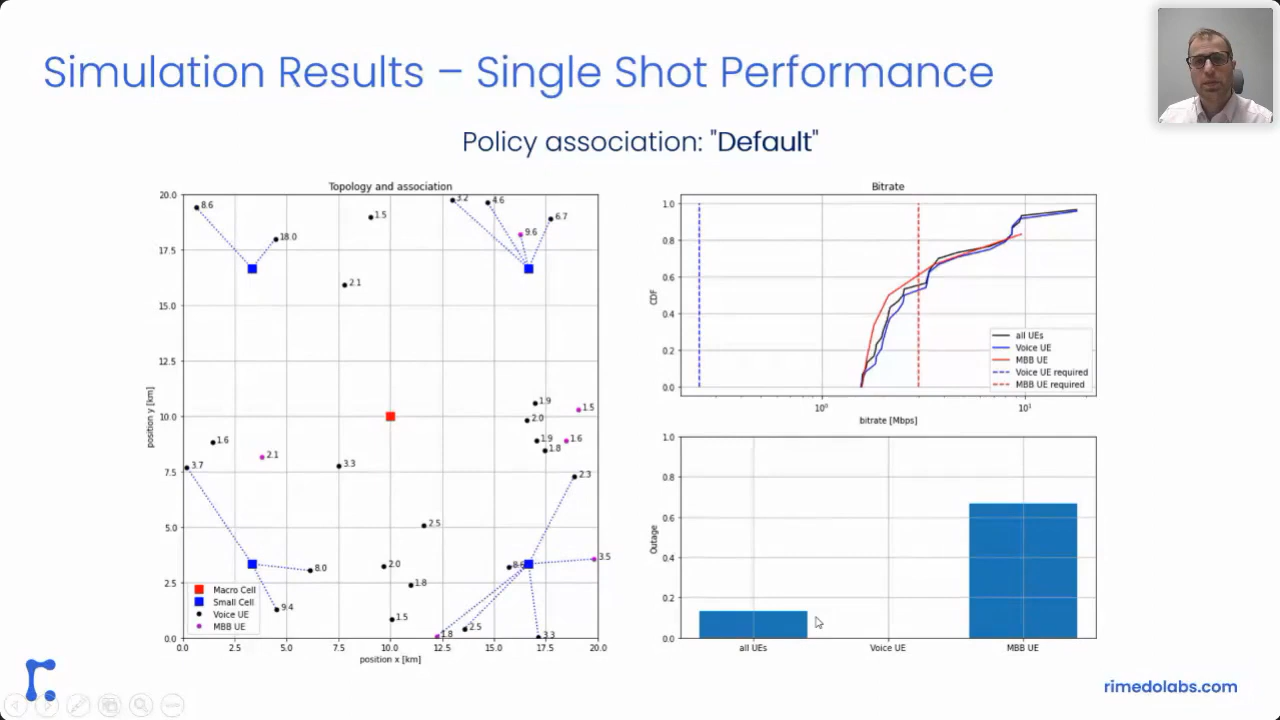 Simulation Results – Single Shot Performance
Policy association: "Default"
Topology and association
20.0
17.5
15.0
12.5
10.0
7.5
5.0
2.5
0.0
position y [km]
0.0 2.5 5.0 7.5 10.0 12.5 15.0 17.5 20.0
position x [km]
8.6
18.0
1.5
2.1
3.2
4.6
9.6
6.7
1.9
1.5
2.0
1.9
1.6
1.8
1.6
2.1
3.3
3.7
2.3
2.5
8.0
2.0
1.8
3.5
9.4
1.5
1.8
2.5
3.3
Macro Cell
Small Cell
Voice UE
MBB UE
Bitrate
1.0
0.8
0.6
0.4
0.2
0.0
CDF
10⁰ 10¹
bitrate [Mbps]
all UEs
Voice UE
MBB UE
Voice UE required
MBB UE required
1.0
0.8
0.6
0.4
0.2
0.0
Outage
all UEs Voice UE MBB UE
rimedolabs.com